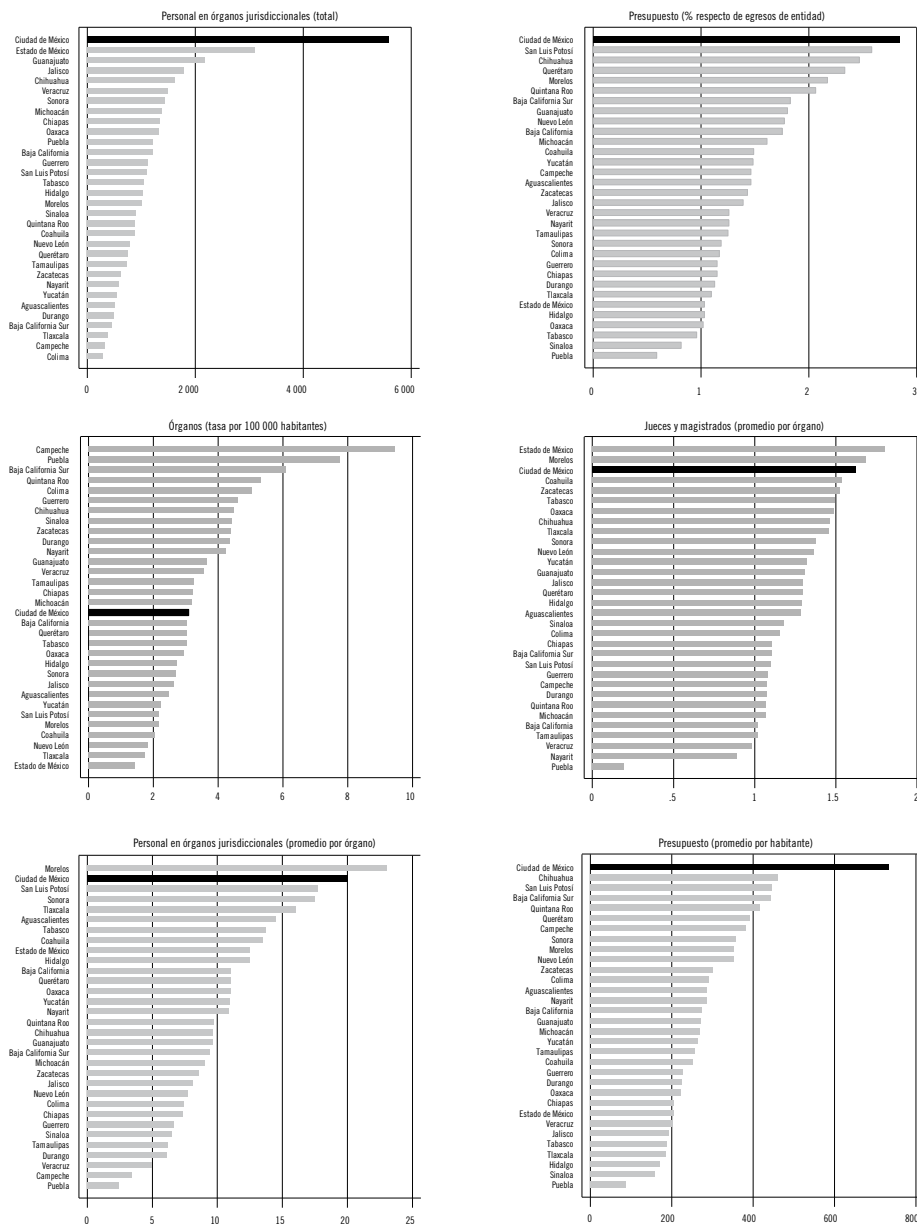 Personal en órganos jurisdiccionales (total)
Ciudad de México
Estado de México
Guanajuato
Jalisco
Chihuahua
Veracruz
Sonora
Michoacán
Chiapas
Oaxaca
Puebla
Baja California
Guerrero
San Luis Potosí
Tabasco
Hidalgo
Morelos
Sinaloa
Quintana Roo
Coahuila
Nuevo León
Querétaro
Tamaulipas
Zacatecas
Nayarit
Yucatán
Aguascalientes
Durango
Baja California Sur
Tlaxcala
Campeche
Colima
0 2 000 4 000 6 000
Presupuesto (% respecto de egresos de entidad)
Ciudad de México
San Luis Potosí
Chihuahua
Querétaro
Morelos
Quintana Roo
Baja California Sur
Guanajuato
Nuevo León
Baja California
Michoacán
Coahuila
Yucatán
Campeche
Aguascalientes
Zacatecas
Jalisco
Veracruz
Nayarit
Tamaulipas
Sonora
Colima
Guerrero
Chiapas
Durango
Tlaxcala
Estado de México
Hidalgo
Oaxaca
Tabasco
Sinaloa
Puebla
0 1 2 3
Órganos (tasa por 100 000 habitantes)
Campeche
Puebla
Baja California Sur
Quintana Roo
Colima
Guerrero
Chihuahua
Sinaloa
Zacatecas
Durango
Nayarit
Guanajuato
Veracruz
Tamaulipas
Chiapas
Michoacán
Ciudad de México
Baja California
Querétaro
Tabasco
Oaxaca
Hidalgo
Sonora
Jalisco
Aguascalientes
Yucatán
San Luis Potosí
Morelos
Coahuila
Nuevo León
Tlaxcala
Estado de México
0 2 4 6 8 10
Jueces y magistrados (promedio por órgano)
Estado de México
Morelos
Ciudad de México
Coahuila
Zacatecas
Tabasco
Oaxaca
Chihuahua
Tlaxcala
Sonora
Nuevo León
Yucatán
Guanajuato
Jalisco
Querétaro
Hidalgo
Aguascalientes
Sinaloa
Colima
Chiapas
Baja California Sur
San Luis Potosí
Guerrero
Campeche
Durango
Quintana Roo
Michoacán
Baja California
Tamaulipas
Veracruz
Nayarit
Puebla
0 .5 1 1.5 2
Personal en órganos jurisdiccionales (promedio por órgano)
Morelos
Ciudad de México
San Luis Potosí
Sonora
Tlaxcala
Aguascalientes
Tabasco
Coahuila
Estado de México
Hidalgo
Baja California
Querétaro
Oaxaca
Yucatán
Nayarit
Quintana Roo
Chihuahua
Guanajuato
Baja California Sur
Michoacán
Zacatecas
Jalisco
Nuevo León
Colima
Chiapas
Guerrero
Sinaloa
Tamaulipas
Durango
Veracruz
Campeche
Puebla
0 5 10 15 20 25
Presupuesto (promedio por habitante)
Ciudad de México
Chihuahua
San Luis Potosí
Baja California Sur
Quintana Roo
Querétaro
Campeche
Sonora
Morelos
Nuevo León
Zacatecas
Colima
Aguascalientes
Nayarit
Baja California
Guanajuato
Michoacán
Yucatán
Tamaulipas
Coahuila
Guerrero
Durango
Oaxaca
Chiapas
Estado de México
Veracruz
Jalisco
Tabasco
Tlaxcala
Hidalgo
Sinaloa
Puebla
0 200 400 600 800